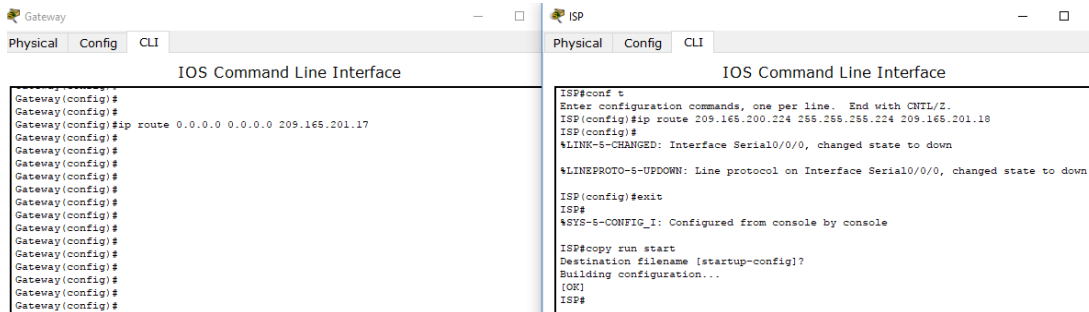 Gateway
Physical Config CLI
IOS Command Line Interface
Gateway(config)#
Gateway(config)#
Gateway(config)#ip route 0.0.0.0 0.0.0.0 209.165.201.17
Gateway(config)#
Gateway(config)#
Gateway(config)#
Gateway(config)#
Gateway(config)#
Gateway(config)#
Gateway(config)#
Gateway(config)#
Gateway(config)#
Gateway(config)#
Gateway(config)#
Gateway(config)#
Gateway(config)#
Gateway(config)#
ISP
Physical Config CLI
IOS Command Line Interface
ISP#conf t
Enter configuration commands, one per line. End with CNTL/Z.
ISP(config)#ip route 209.165.200.224 255.255.255.224 209.165.201.18
ISP(config)#
%LINK-5-CHANGED: Interface Serial0/0/0, changed state to down
%LINEPROTO-5-UPDOWN: Line protocol on Interface Serial0/0/0, changed state to down
ISP(config)#exit
ISP#
%SYS-5-CONFIG_I: Configured from console by console
ISP#copy run start
Destination filename [startup-config]?
Building configuration...
[OK]
ISP#